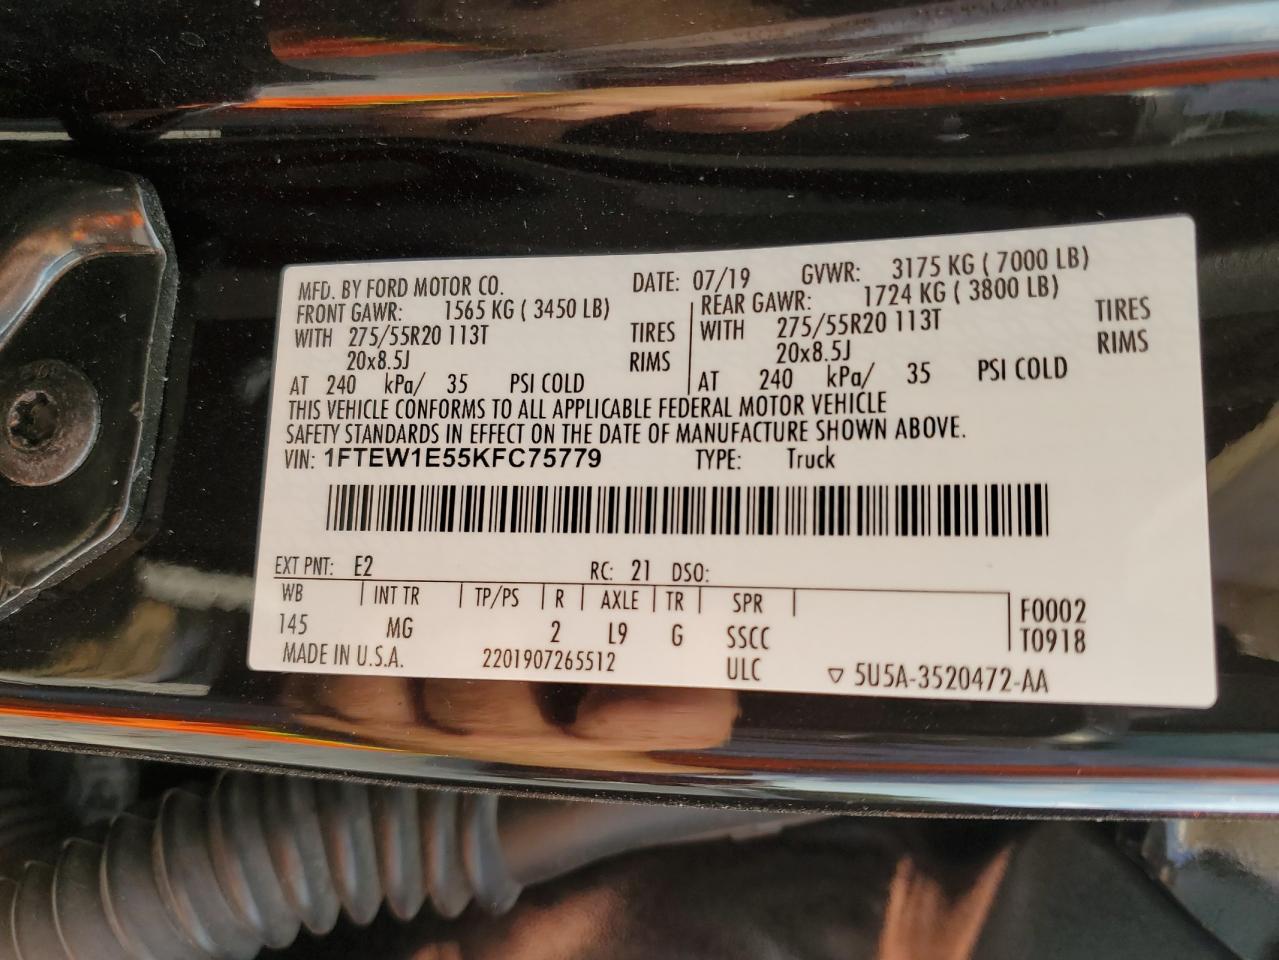 MFD. BY FORD MOTOR CO. DATE: 07/19 GVWR: 3175 KG ( 7000 LB)
FRONT GAWR: 1565 KG ( 3450 LB) REAR GAWR: 1724 KG ( 3800 LB)
WITH 275/55R20 113T TIRES WITH 275/55R20 113T TIRES
20x8.5J RIMS 20x8.5J RIMS
AT 240 kPa/ 35 PSI COLD AT 240 kPa/ 35 PSI COLD
THIS VEHICLE CONFORMS TO ALL APPLICABLE FEDERAL MOTOR VEHICLE
SAFETY STANDARDS IN EFFECT ON THE DATE OF MANUFACTURE SHOWN ABOVE.
VIN: 1FTEW1E55KFC75779 TYPE: Truck
EXT PNT: E2 RC: 21 DSO:
WB INT TR TP/PS R AXLE TR SPR F0002
145 MG 2 L9 G SSCC T0918
MADE IN U.S.A. 2201907265512 ULC ▽ 5U5A-3520472-AA